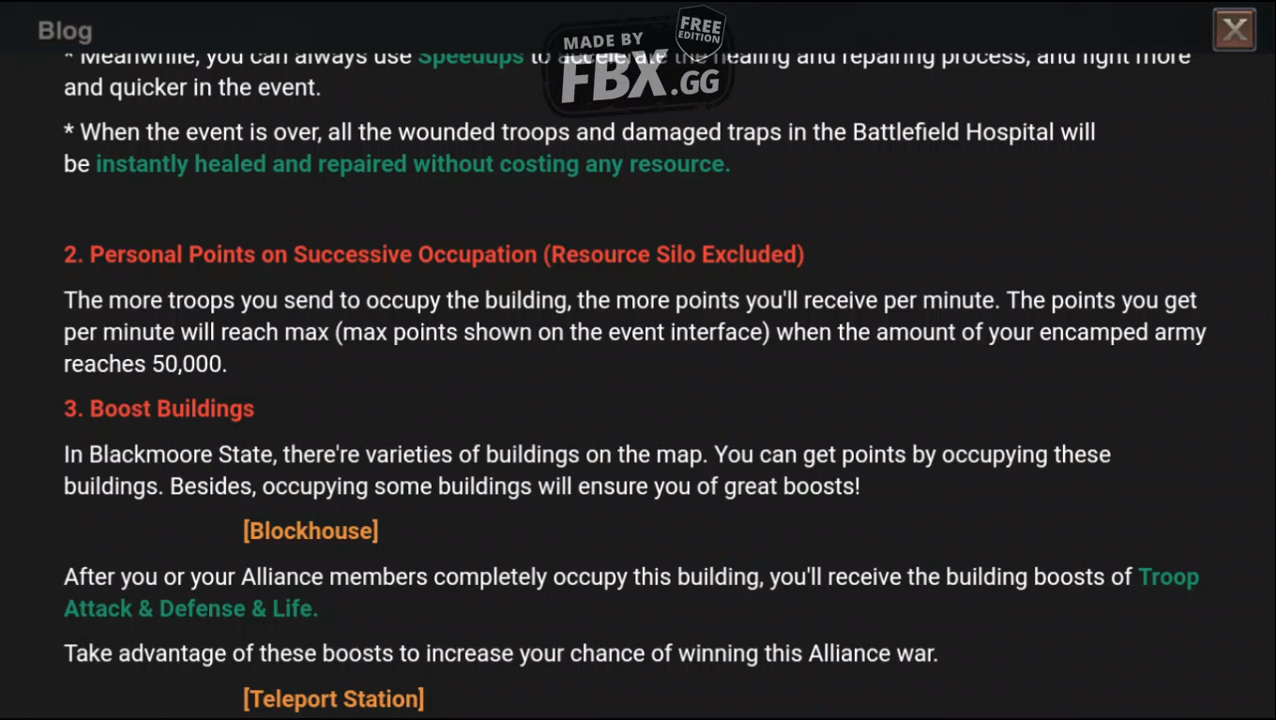 Blog
MADE BY
FREE
EDITION
FBX.GG
* Meanwhile, you can always use Speedups to accelerate the healing and repairing process, and fight more
and quicker in the event.
* When the event is over, all the wounded troops and damaged traps in the Battlefield Hospital will
be instantly healed and repaired without costing any resource.
2. Personal Points on Successive Occupation (Resource Silo Excluded)
The more troops you send to occupy the building, the more points you'll receive per minute. The points you get
per minute will reach max (max points shown on the event interface) when the amount of your encamped army
reaches 50,000.
3. Boost Buildings
In Blackmoore State, there're varieties of buildings on the map. You can get points by occupying these
buildings. Besides, occupying some buildings will ensure you of great boosts!
[Blockhouse]
After you or your Alliance members completely occupy this building, you'll receive the building boosts of Troop
Attack & Defense & Life.
Take advantage of these boosts to increase your chance of winning this Alliance war.
[Teleport Station]